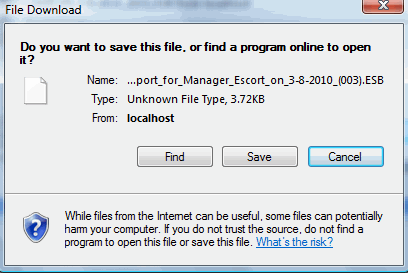 File Download
Do you want to save this file, or find a program online to open
it?
Name: ...port_for_Manager_Escort_on_3-8-2010_(003).ESB
Type: Unknown File Type, 3.72KB
From: localhost
Find Save Cancel
While files from the Internet can be useful, some files can potentially
harm your computer. If you do not trust the source, do not find a
program to open this file or save this file. What's the risk?